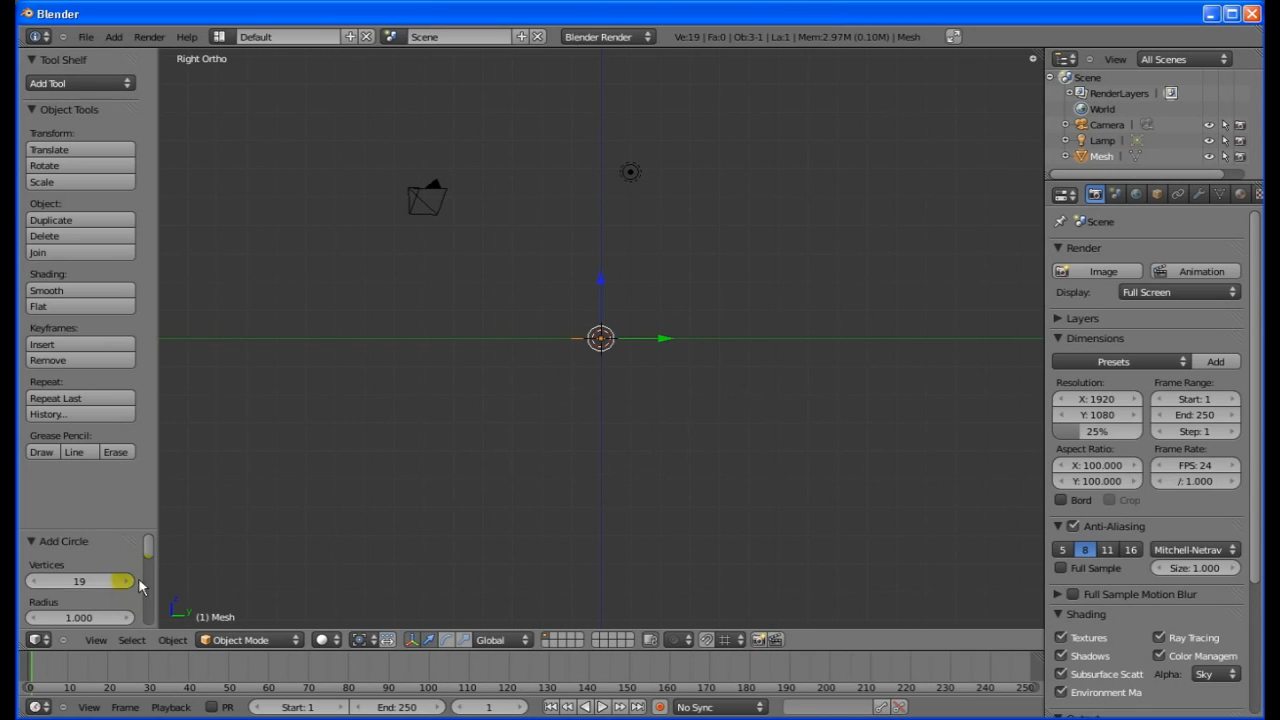 Blender
File Add Render Help Default Scene Blender Render Ve:19 | Fa:0 | Ob:3-1 | La:1 | Mem:2.97M (0.10M) | Mesh
Tool Shelf
Add Tool
Object Tools
Transform:
Translate
Rotate
Scale
Object:
Duplicate
Delete
Join
Shading:
Smooth
Flat
Keyframes:
Insert
Remove
Repeat:
Repeat Last
History...
Grease Pencil:
Draw Line Erase
Add Circle
Vertices
19
Radius
1.000
Right Ortho
z
y
(1) Mesh
View Select Object Object Mode Global
View All Scenes
Scene
RenderLayers |
World
Camera |
Lamp |
Mesh |
Scene
Render
Image Animation
Display: Full Screen
Layers
Dimensions
Presets Add
Resolution: Frame Range:
X: 1920 Start: 1
Y: 1080 End: 250
25% Step: 1
Aspect Ratio: Frame Rate:
X: 100.000 FPS: 24
Y: 100.000 /: 1.000
Bord Crop
Anti-Aliasing
5 8 11 16 Mitchell-Netrav
Full Sample Size: 1.000
Full Sample Motion Blur
Shading
Textures Ray Tracing
Shadows Color Managem
Subsurface Scatt Alpha: Sky
Environment Ma
0 10 20 30 40 50 60 70 80 90 100 110 120 130 140 150 160 170 180 190 200 210 220 230 240 250
View Frame Playback PR Start: 1 End: 250 1 No Sync